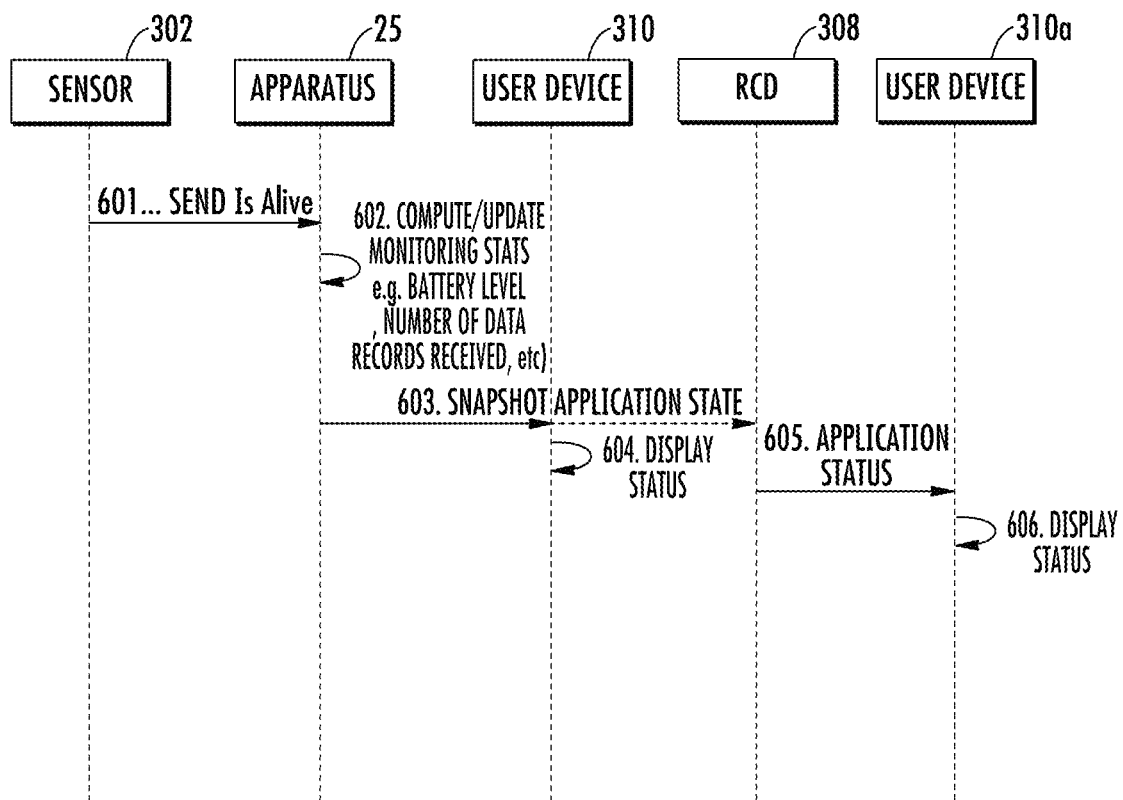 302
25
310
308
310a
SENSOR
APPARATUS
USER DEVICE
RCD
USER DEVICE
601... SEND Is Alive
602. COMPUTE/UPDATE
MONITORING STATS
e.g. BATTERY LEVEL
, NUMBER OF DATA
RECORDS RECEIVED, etc)
603. SNAPSHOT APPLICATION STATE
604. DISPLAY
STATUS
605. APPLICATION
STATUS
606. DISPLAY
STATUS